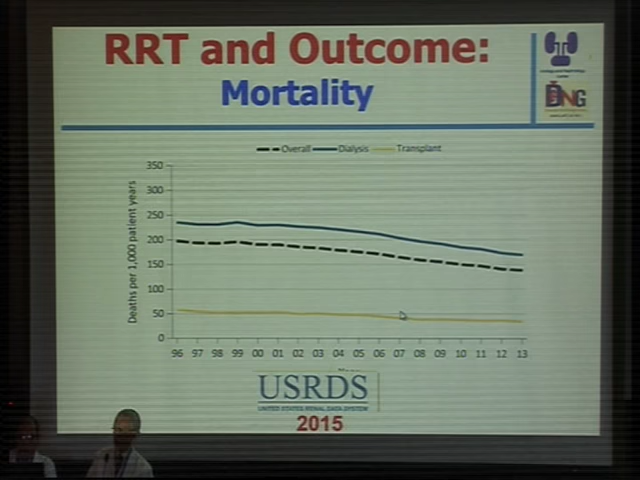 RRT and Outcome:
Mortality
DNG
Overall Dialysis Transplant
Deaths per 1,000 patient years
350
300
250
200
150
100
50
0
96 97 98 99 00 01 02 03 04 05 06 07 08 09 10 11 12 13
USRDS
UNITED STATES RENAL DATA SYSTEM
2015